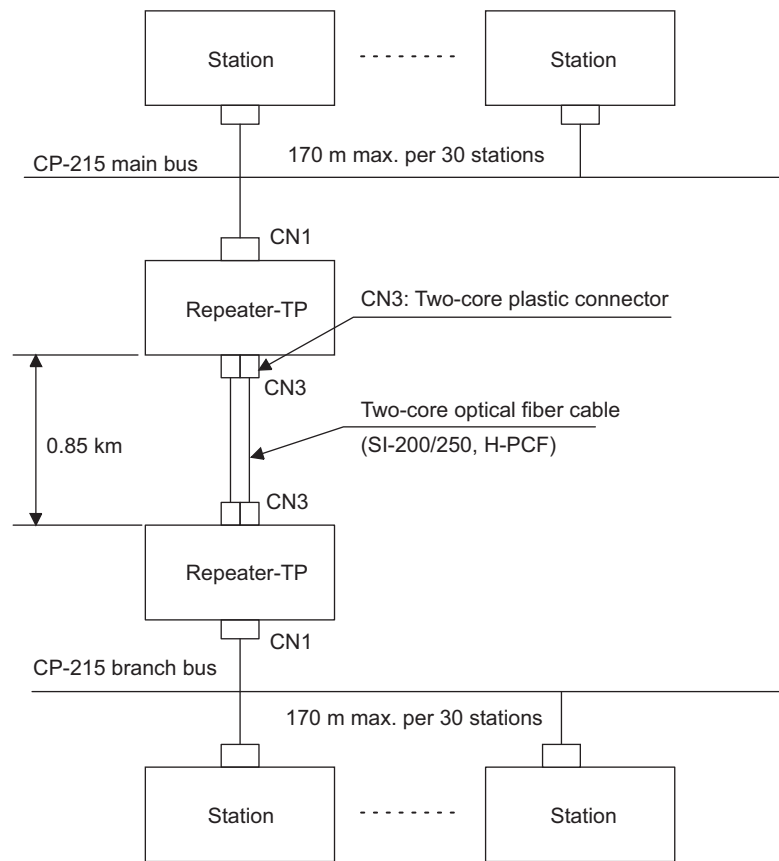 Station
Station
170 m max. per 30 stations
CP-215 main bus
CN1
Repeater-TP
CN3: Two-core plastic connector
CN3
Two-core optical fiber cable
0.85 km
(SI-200/250, H-PCF)
CN3
Repeater-TP
CN1
CP-215 branch bus
170 m max. per 30 stations
Station
Station